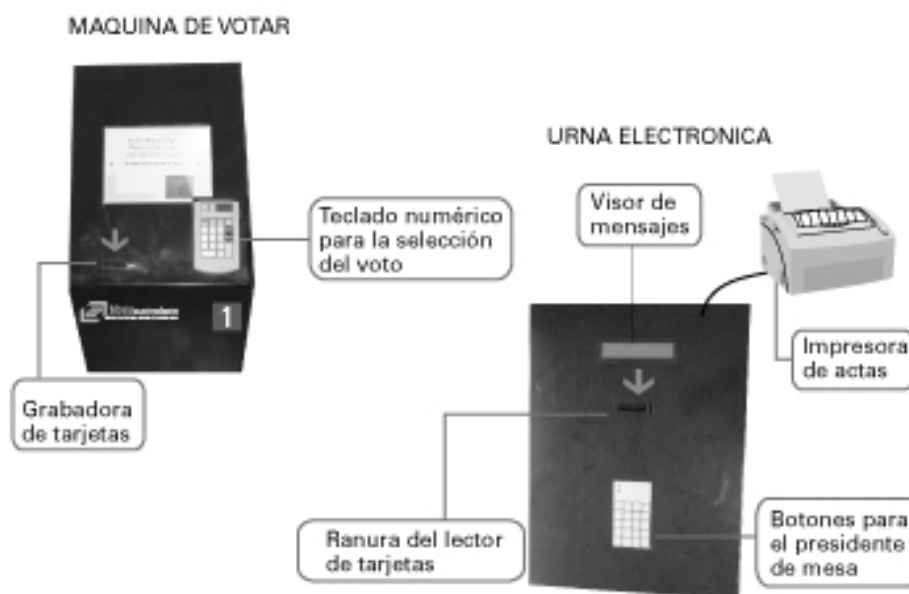 MAQUINA DE VOTAR
URNA ELECTRONICA
Visor de
mensajes
Teclado numérico
para la selección
del voto
1
Impresora
de actas
Grabadora
de tarjetas
Ranura del lector
de tarjetas
Botones para
el presidente
de mesa